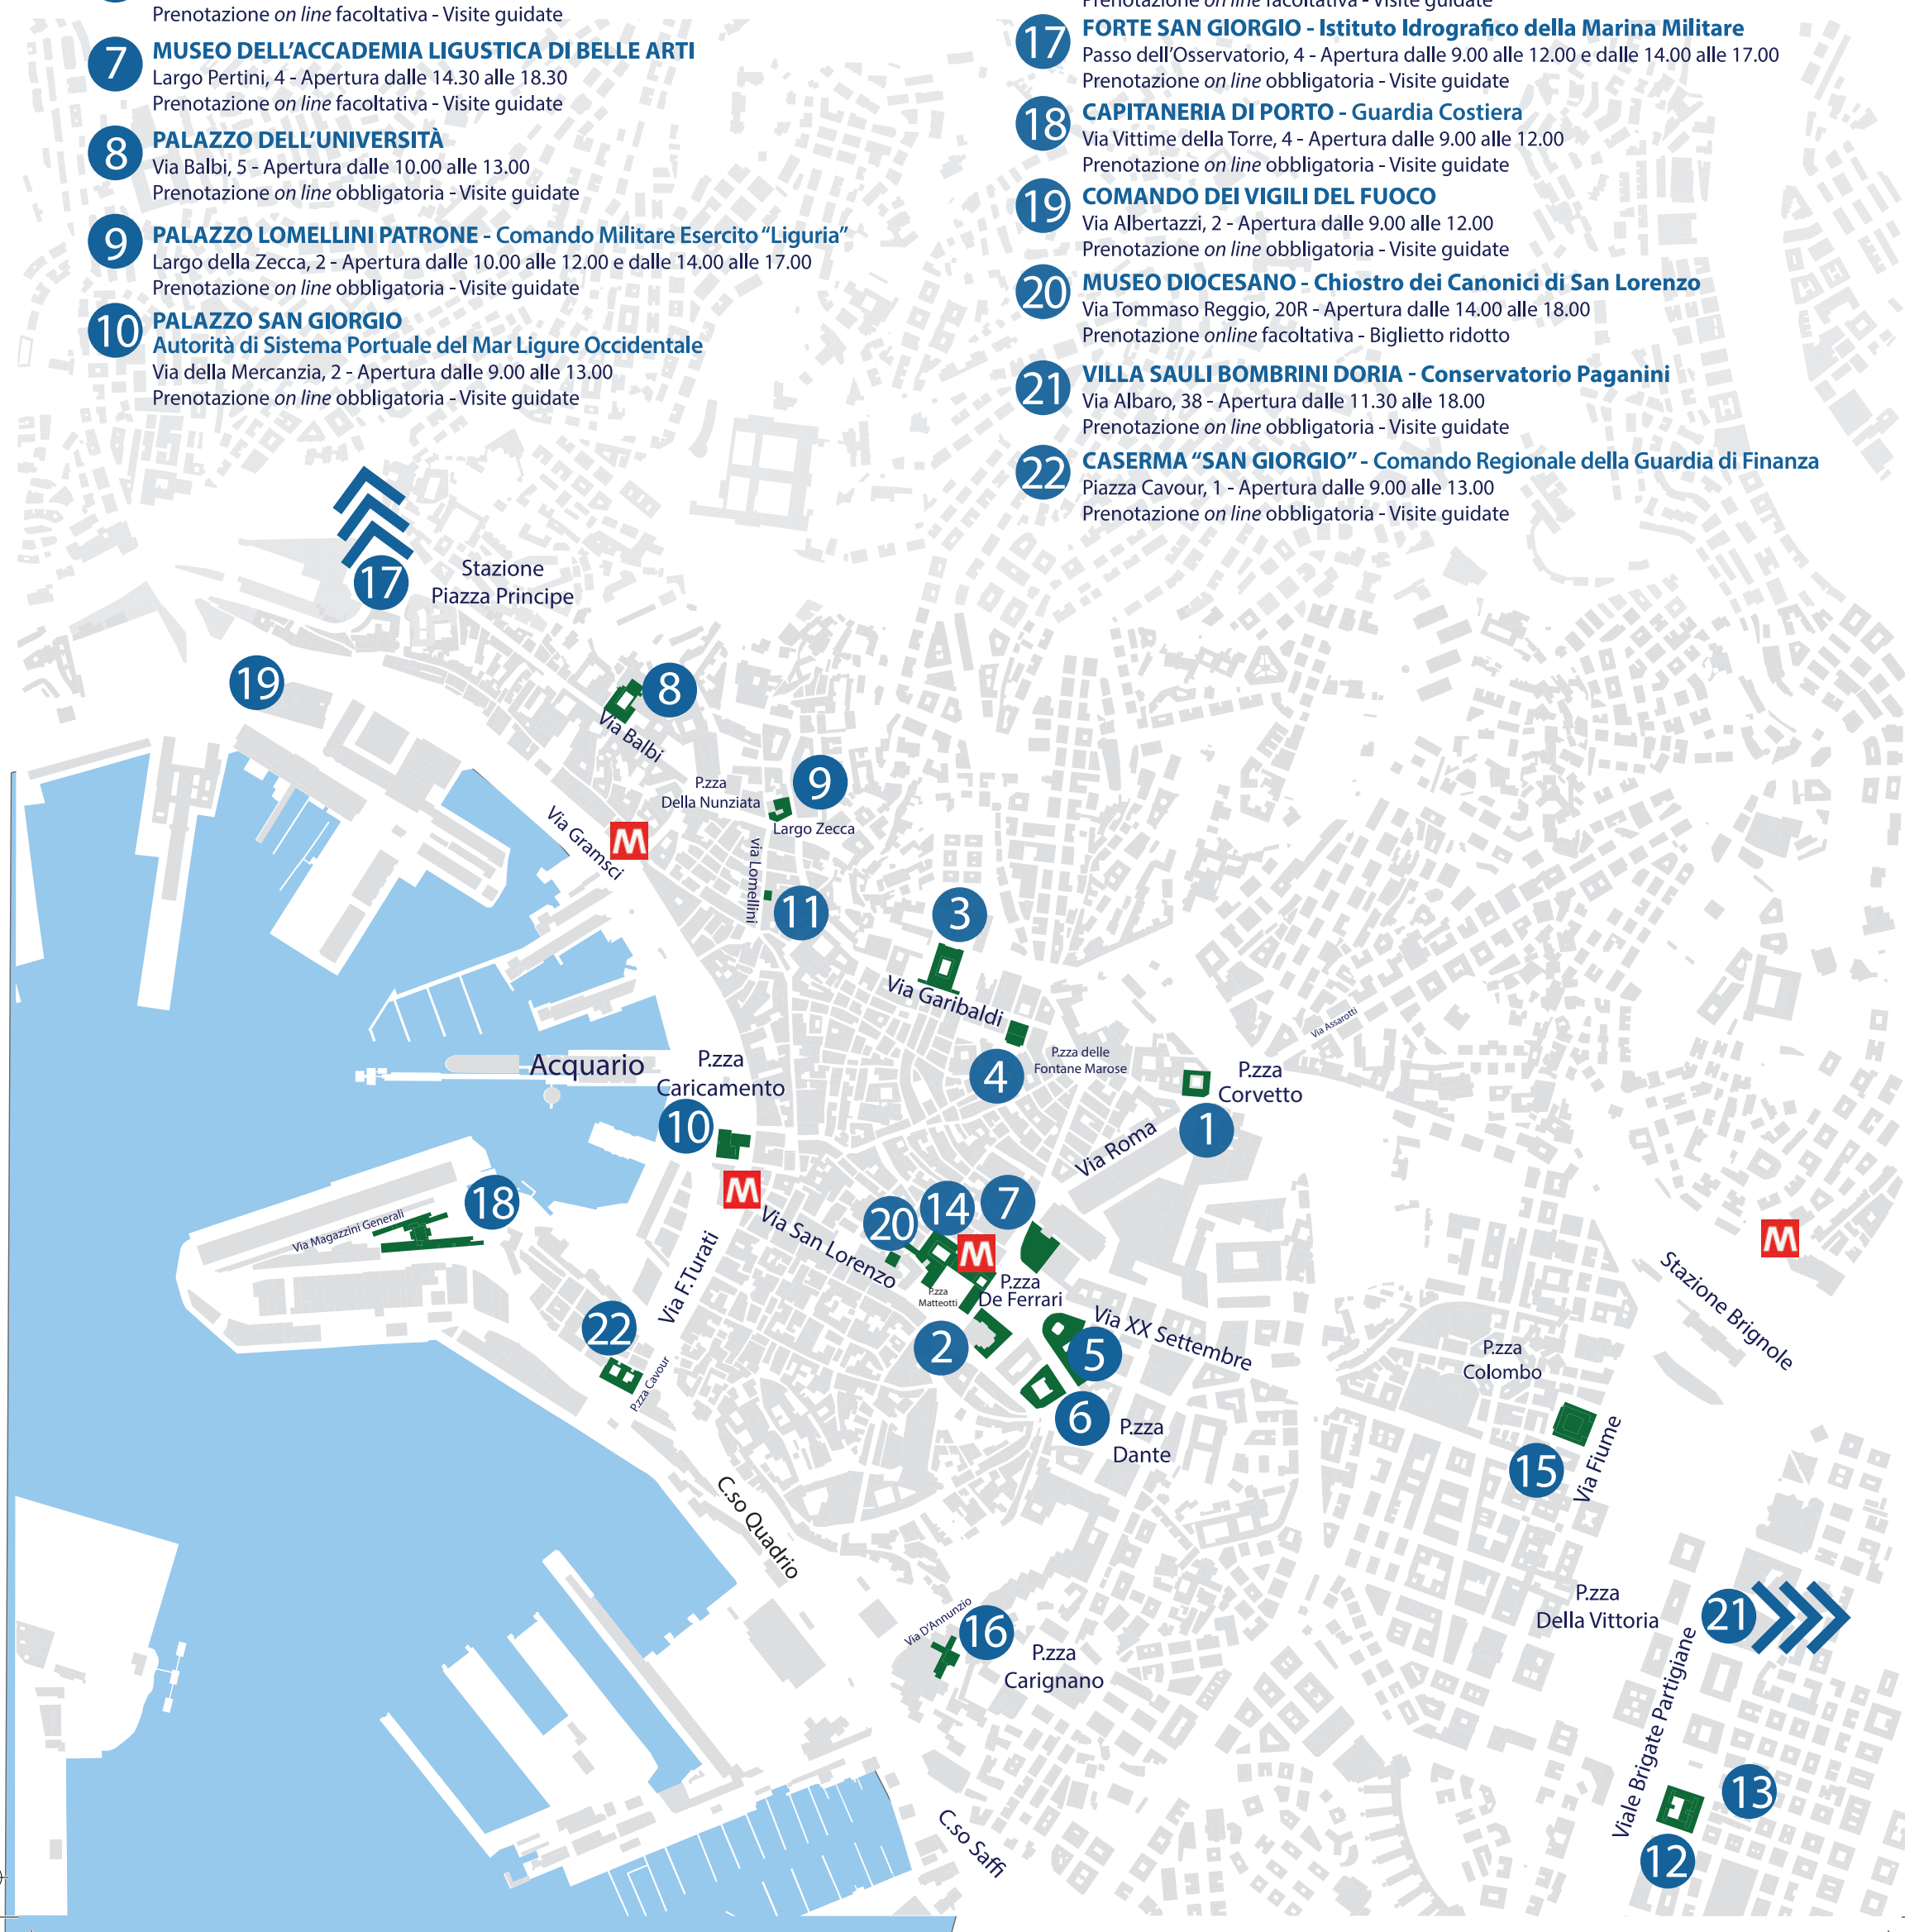 Prenotazione on line facoltativa - Visite guidate
7
MUSEO DELL’ACCADEMIA LIGUSTICA DI BELLE ARTI
Largo Pertini, 4 - Apertura dalle 14.30 alle 18.30
Prenotazione on line facoltativa - Visite guidate
8
PALAZZO DELL’UNIVERSITÀ
Via Balbi, 5 - Apertura dalle 10.00 alle 13.00
Prenotazione on line obbligatoria - Visite guidate
9
PALAZZO LOMELLINI PATRONE - Comando Militare Esercito “Liguria”
Largo della Zecca, 2 - Apertura dalle 10.00 alle 12.00 e dalle 14.00 alle 17.00
Prenotazione on line obbligatoria - Visite guidate
10
PALAZZO SAN GIORGIO
Autorità di Sistema Portuale del Mar Ligure Occidentale
Via della Mercanzia, 2 - Apertura dalle 9.00 alle 13.00
Prenotazione on line obbligatoria - Visite guidate
Prenotazione on line facoltativa - Visite guidate
17
FORTE SAN GIORGIO - Istituto Idrografico della Marina Militare
Passo dell’Osservatorio, 4 - Apertura dalle 9.00 alle 12.00 e dalle 14.00 alle 17.00
Prenotazione on line obbligatoria - Visite guidate
18
CAPITANERIA DI PORTO - Guardia Costiera
Via Vittime della Torre, 4 - Apertura dalle 9.00 alle 12.00
Prenotazione on line obbligatoria - Visite guidate
19
COMANDO DEI VIGILI DEL FUOCO
Via Albertazzi, 2 - Apertura dalle 9.00 alle 12.00
Prenotazione on line obbligatoria - Visite guidate
20
MUSEO DIOCESANO - Chiostro dei Canonici di San Lorenzo
Via Tommaso Reggio, 20R - Apertura dalle 14.00 alle 18.00
Prenotazione online facoltativa - Biglietto ridotto
21
VILLA SAULI BOMBRINI DORIA - Conservatorio Paganini
Via Albaro, 38 - Apertura dalle 11.30 alle 18.00
Prenotazione on line obbligatoria - Visite guidate
22
CASERMA “SAN GIORGIO” - Comando Regionale della Guardia di Finanza
Piazza Cavour, 1 - Apertura dalle 9.00 alle 13.00
Prenotazione on line obbligatoria - Visite guidate
17
Stazione
Piazza Principe
19
8
Via Balbi
9
P.zza
Della Nunziata
Largo Zecca
Via Gramsci
M
via Lomellini
11
3
Via Garibaldi
Via Assarotti
4
P.zza delle
Fontane Marose
P.zza
Corvetto
1
Acquario
P.zza
Caricamento
10
Via Roma
M
18
Via Magazzini Generali
20
14
7
M
Via San Lorenzo
Via F.Turati
P.zza
Matteotti
P.zza
De Ferrari
M
Stazione Brignole
22
P.zza Cavour
2
5
Via XX Settembre
6
P.zza
Dante
P.zza
Colombo
15
Via Fiume
C.so Quadrio
P.zza
Della Vittoria
21
Via D’Annunzio
16
P.zza
Carignano
Viale Brigate Partigiane
13
12
C.so Saffi